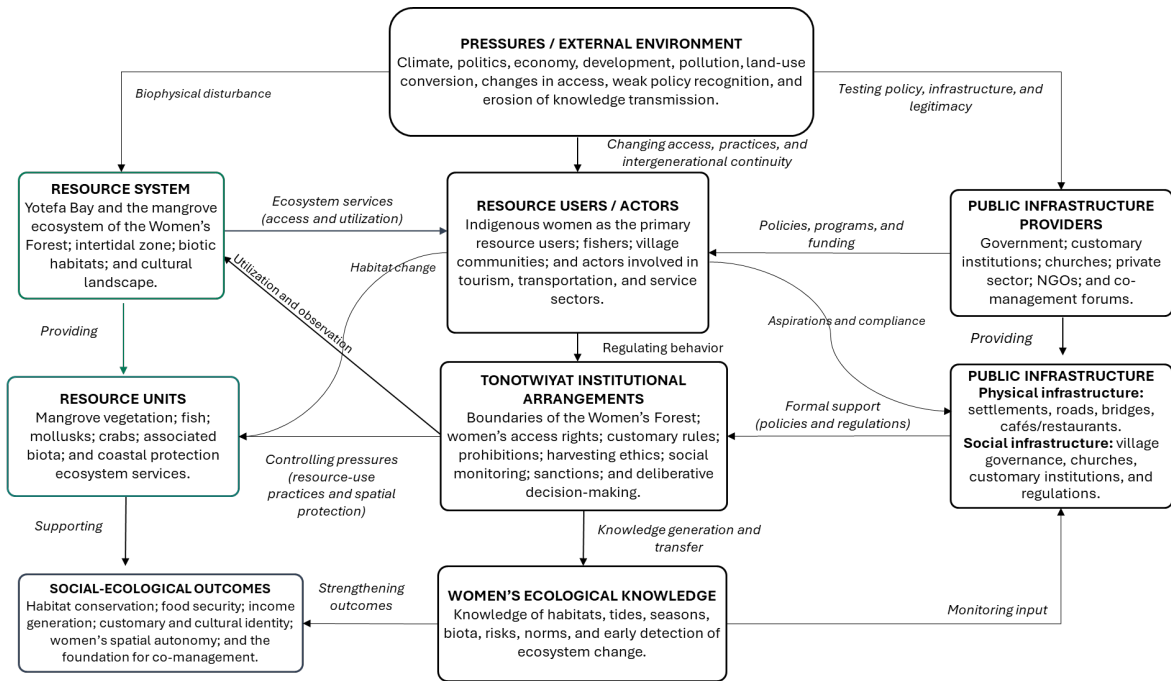 PRESSURES / EXTERNAL ENVIRONMENT
Climate, politics, economy, development, pollution, land-use
conversion, changes in access, weak policy recognition, and
erosion of knowledge transmission.
Biophysical disturbance
Testing policy, infrastructure, and
legitimacy
Changing access, practices, and
intergenerational continuity
RESOURCE SYSTEM
Yotefa Bay and the mangrove
ecosystem of the Women's
Forest; intertidal zone; biotic
habitats; and cultural
landscape.
Ecosystem services
(access and utilization)
RESOURCE USERS / ACTORS
Indigenous women as the primary
resource users; fishers; village
communities; and actors involved in
tourism, transportation, and service
sectors.
Policies, programs, and
funding
PUBLIC INFRASTRUCTURE
PROVIDERS
Government; customary
institutions; churches; private
sector; NGOs; and co-
management forums.
Habitat change
Utilization and observation
Aspirations and compliance
Providing
Regulating behavior
Providing
RESOURCE UNITS
Mangrove vegetation; fish;
mollusks; crabs; associated
biota; and coastal protection
ecosystem services.
TONOTWIYAT INSTITUTIONAL
ARRANGEMENTS
Boundaries of the Women's Forest;
women's access rights; customary rules;
prohibitions; harvesting ethics; social
monitoring; sanctions; and deliberative
decision-making.
Formal support
(policies and regulations)
PUBLIC INFRASTRUCTURE
Physical infrastructure:
settlements, roads, bridges,
cafés/restaurants.
Social infrastructure: village
governance, churches,
customary institutions, and
regulations.
Controlling pressures
(resource-use
practices and spatial
protection)
Supporting
Knowledge generation and
transfer
SOCIAL-ECOLOGICAL OUTCOMES
Habitat conservation; food security; income
generation; customary and cultural identity;
women's spatial autonomy; and the
foundation for co-management.
Strengthening
outcomes
WOMEN'S ECOLOGICAL KNOWLEDGE
Knowledge of habitats, tides, seasons,
biota, risks, norms, and early detection of
ecosystem change.
Monitoring input